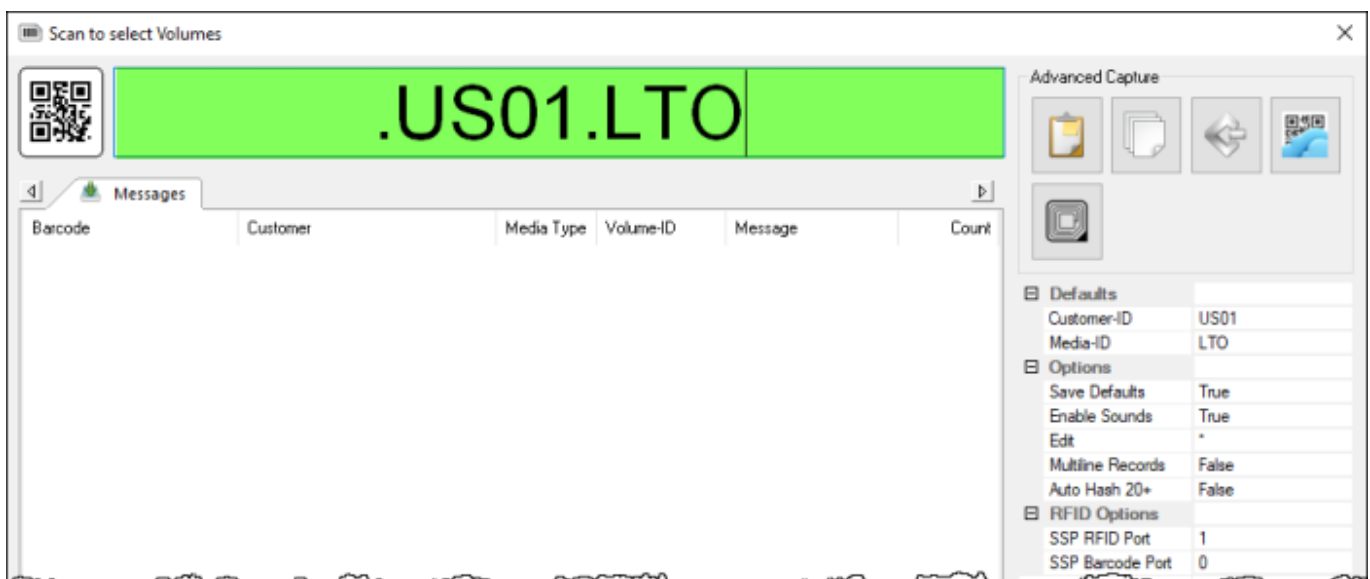 Scan to select Volumes
.US01.LTO
Advanced Capture
Messages
Barcode Customer Media Type Volume-ID Message Count
Defaults
Customer-ID US01
Media-ID LTO
Options
Save Defaults True
Enable Sounds True
Edit *
Multiline Records False
Auto Hash 20+ False
RFID Options
SSP RFID Port 1
SSP Barcode Port 0